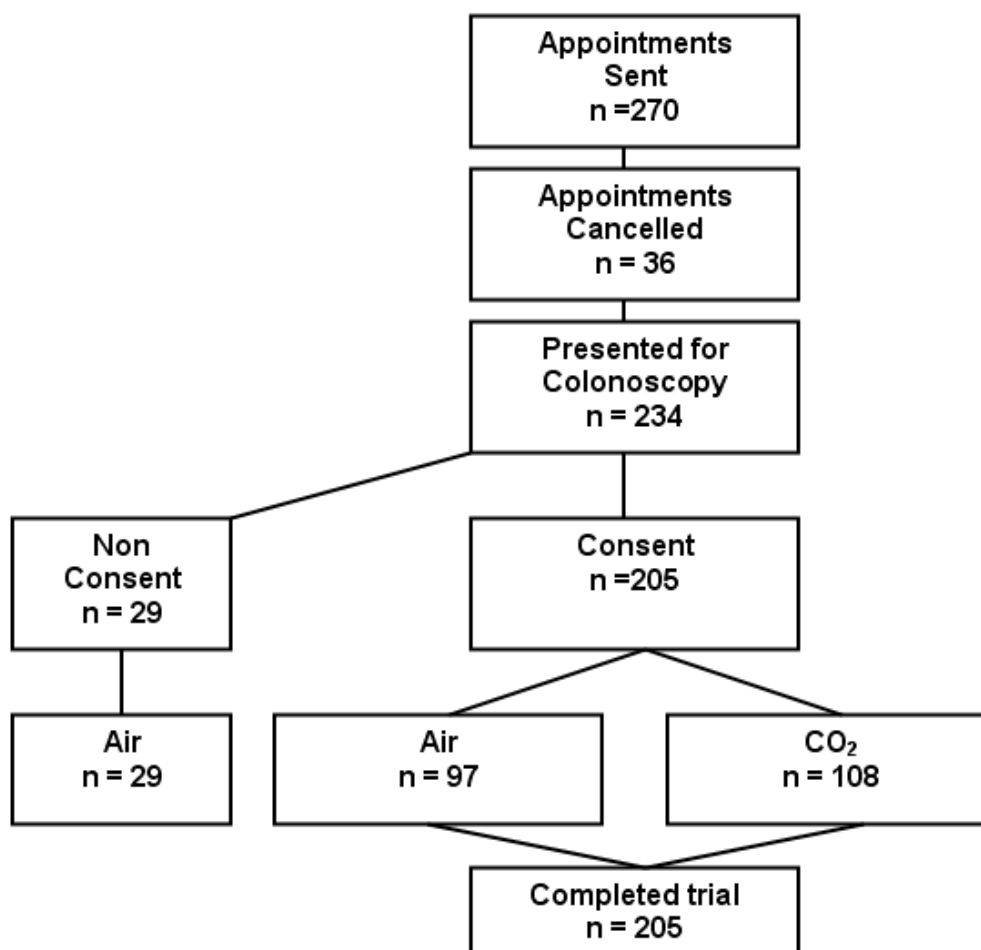 Appointments
Sent
n =270
Appointments
Cancelled
n = 36
Presented for
Colonoscopy
n = 234
Non
Consent
n = 29
Consent
n =205
Air
n = 29
Air
n = 97
CO₂
n = 108
Completed trial
n = 205